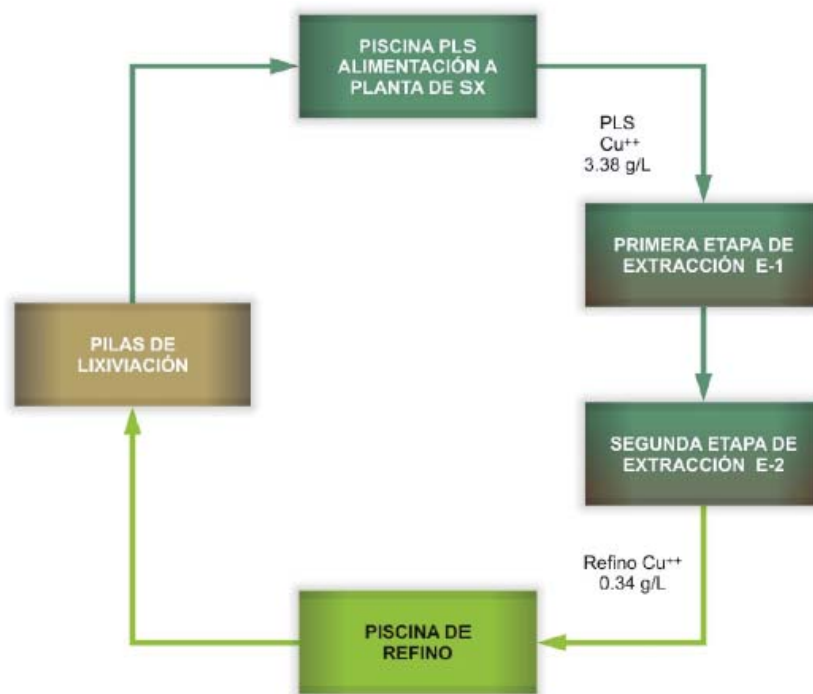 PISCINA PLS
ALIMENTACIÓN A
PLANTA DE SX
PLS
Cu⁺⁺
3.38 g/L
PRIMERA ETAPA DE
EXTRACCIÓN E-1
PILAS DE
LIXIVIACIÓN
SEGUNDA ETAPA DE
EXTRACCIÓN E-2
Refino Cu⁺⁺
0.34 g/L
PISCINA DE
REFINO